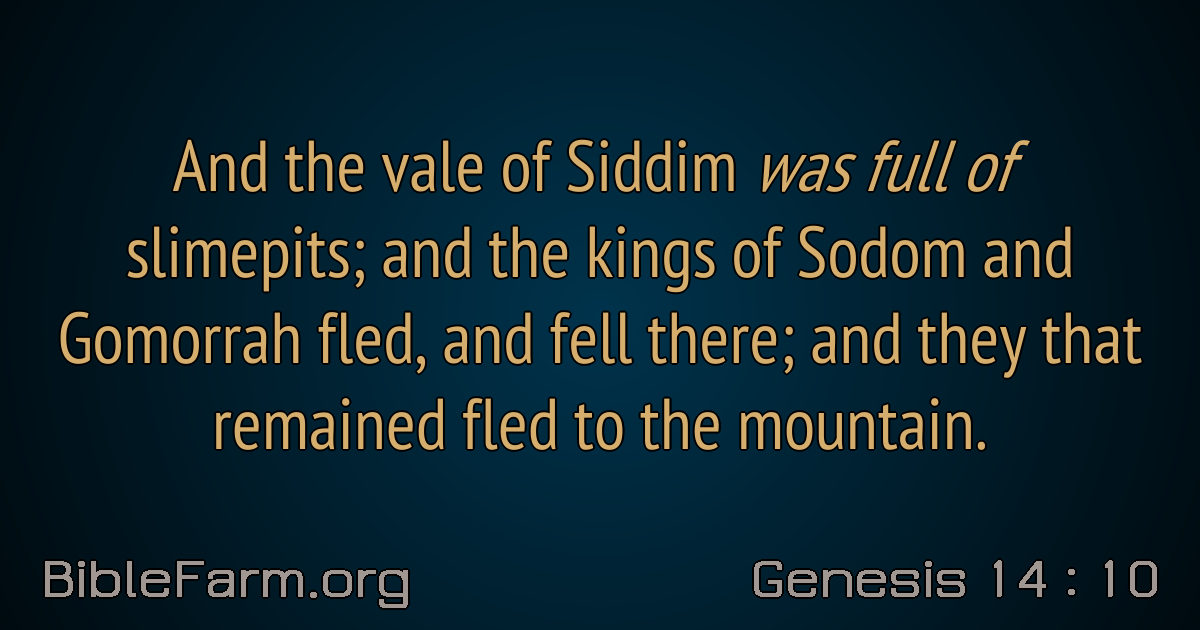 And the vale of Siddim was full of
slimepits; and the kings of Sodom and
Gomorrah fled, and fell there; and they that
remained fled to the mountain.
BibleFarm.org
Genesis 14 : 10